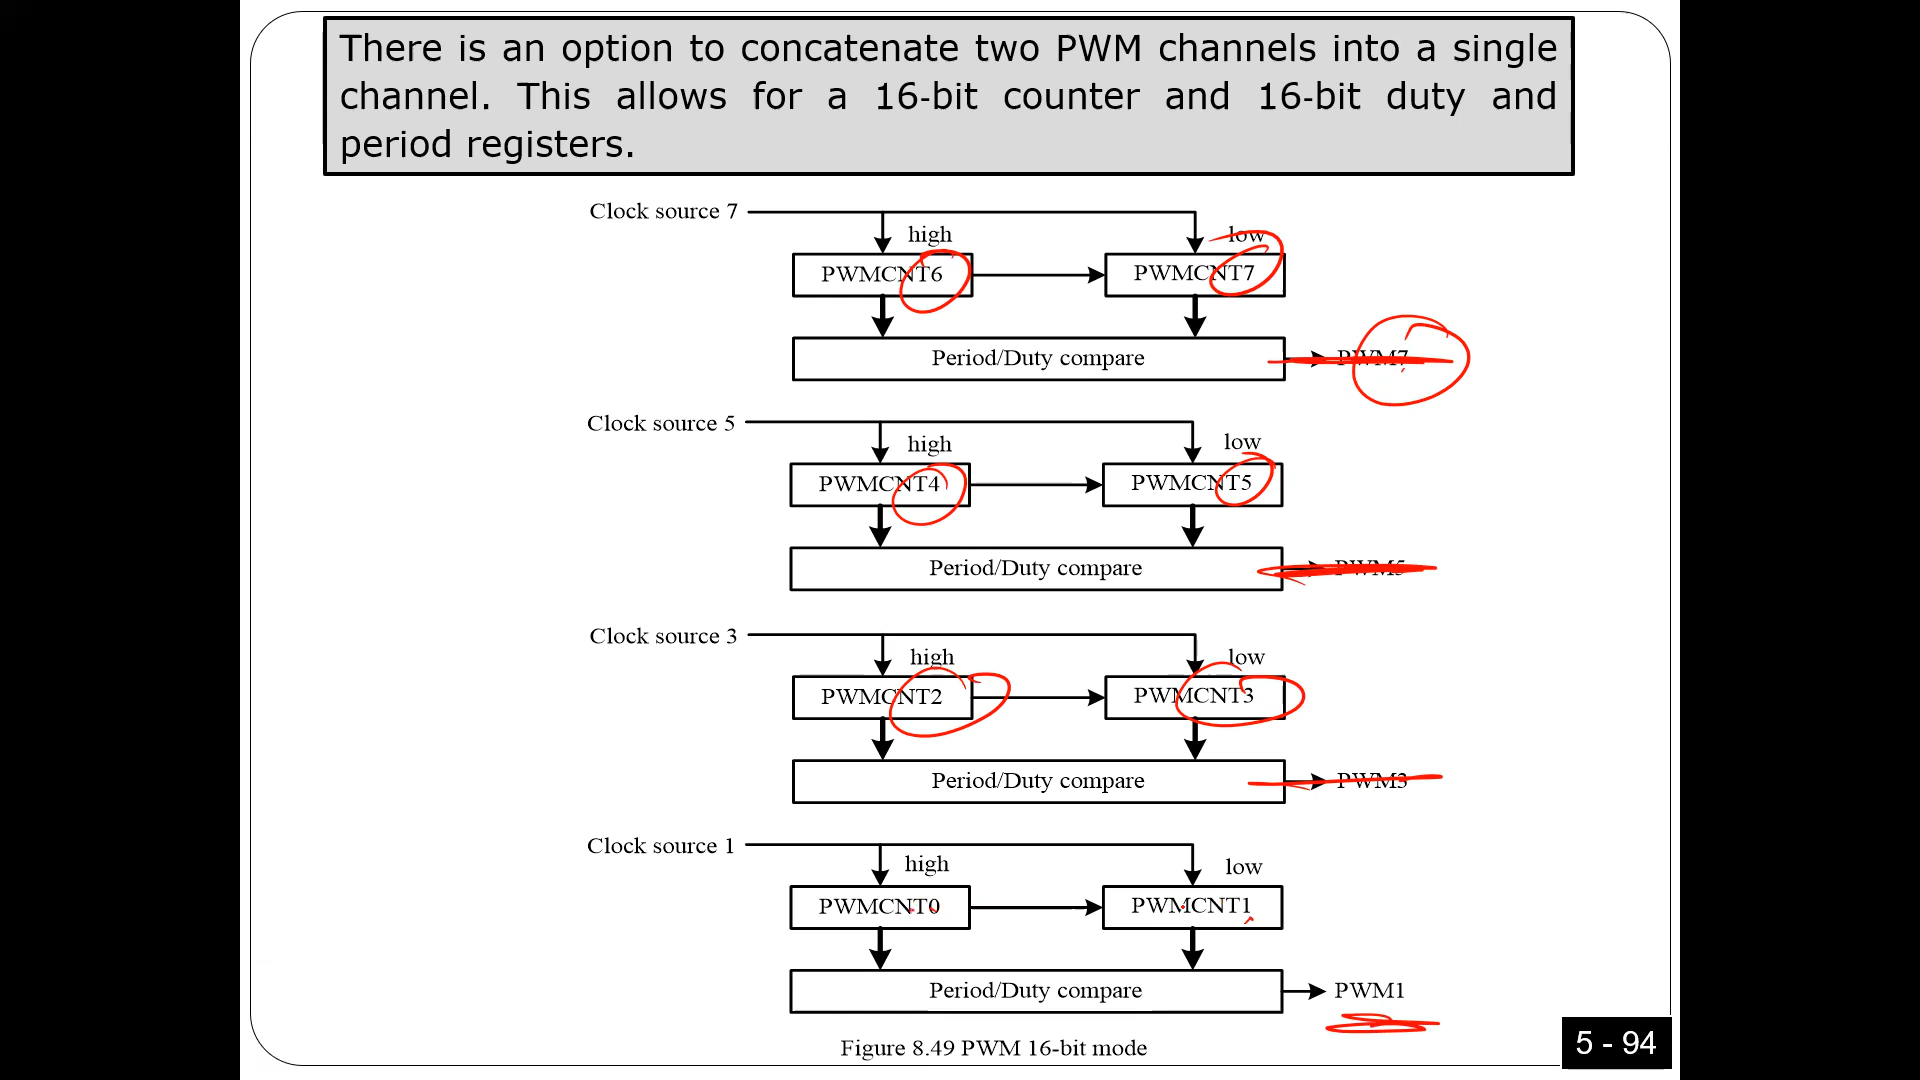 There is an option to concatenate two PWM channels into a single
channel. This allows for a 16-bit counter and 16-bit duty and
period registers.
Clock source 7
high
low
PWMCNT6
PWMCNT7
Period/Duty compare
PWM7
Clock source 5
high
low
PWMCNT4
PWMCNT5
Period/Duty compare
PWM5
Clock source 3
high
low
PWMCNT2
PWMCNT3
Period/Duty compare
PWM3
Clock source 1
high
low
PWMCNT0
PWMCNT1
Period/Duty compare
PWM1
Figure 8.49 PWM 16-bit mode
5 - 94